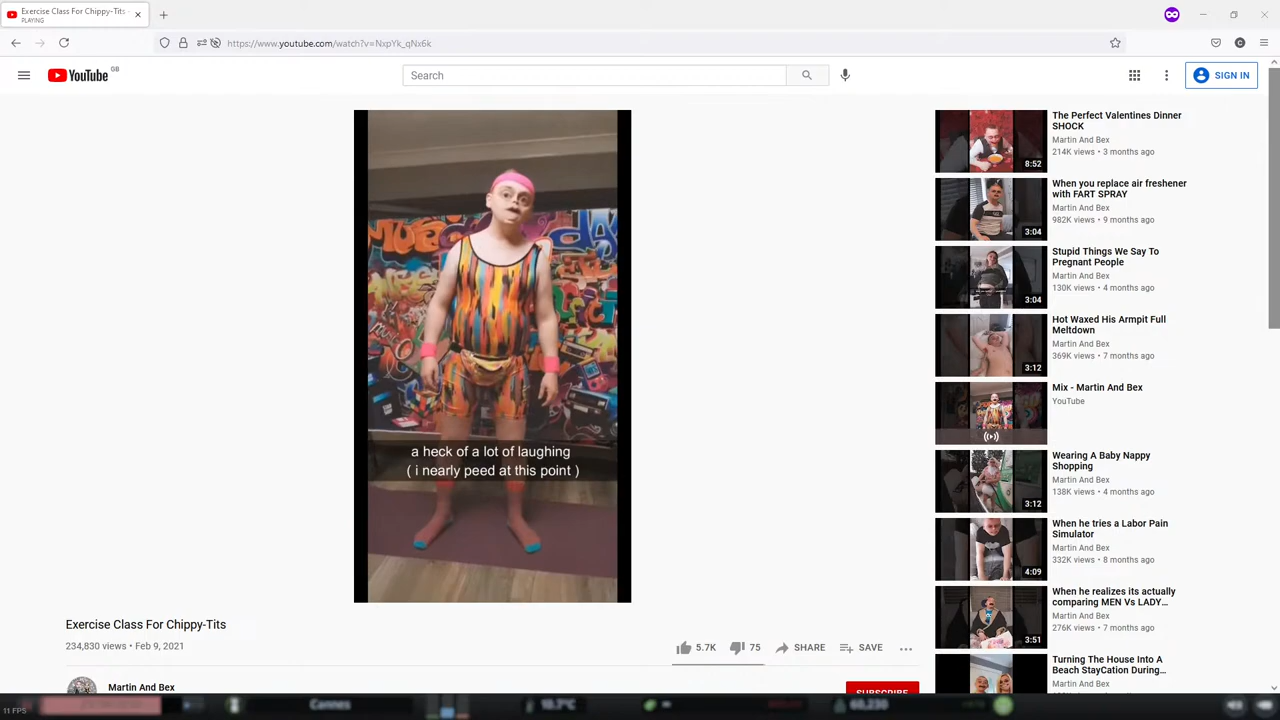 Exercise Class For Chippy-Tits -
PLAYING
https://www.youtube.com/watch?v=NxpYk_qNx6k
YouTube GB
Search
SIGN IN
a heck of a lot of laughing
( i nearly peed at this point )
Exercise Class For Chippy-Tits
234,830 views • Feb 9, 2021
5.7K 75 SHARE SAVE
Martin And Bex
SUBSCRIBE
The Perfect Valentines Dinner
SHOCK
Martin And Bex
214K views • 3 months ago
8:52
When you replace air freshener
with FART SPRAY
Martin And Bex
982K views • 9 months ago
3:04
Stupid Things We Say To
Pregnant People
Martin And Bex
130K views • 4 months ago
3:04
Hot Waxed His Armpit Full
Meltdown
Martin And Bex
369K views • 7 months ago
3:12
Mix - Martin And Bex
YouTube
Wearing A Baby Nappy
Shopping
Martin And Bex
138K views • 4 months ago
3:12
When he tries a Labor Pain
Simulator
Martin And Bex
332K views • 8 months ago
4:09
When he realizes its actually
comparing MEN Vs LADY…
Martin And Bex
276K views • 7 months ago
3:51
Turning The House Into A
Beach StayCation During…
11 FPS
Cannes
60,230